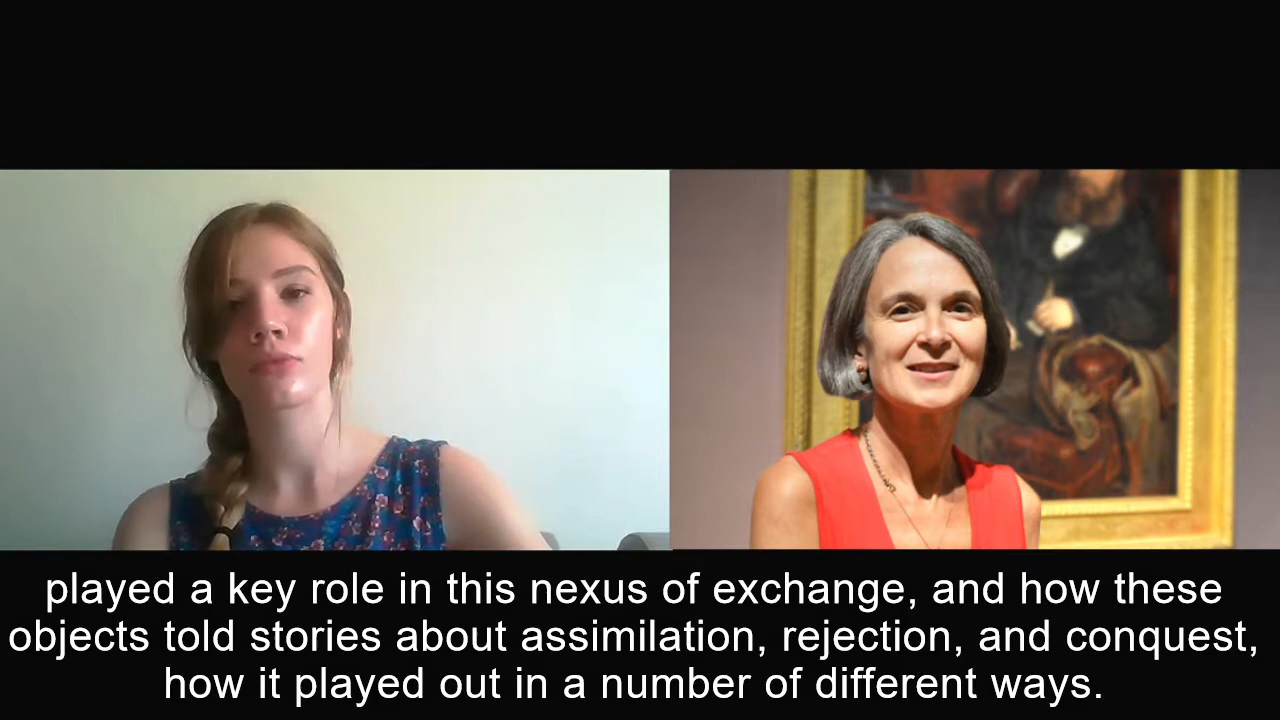 played a key role in this nexus of exchange, and how these
objects told stories about assimilation, rejection, and conquest,
how it played out in a number of different ways.